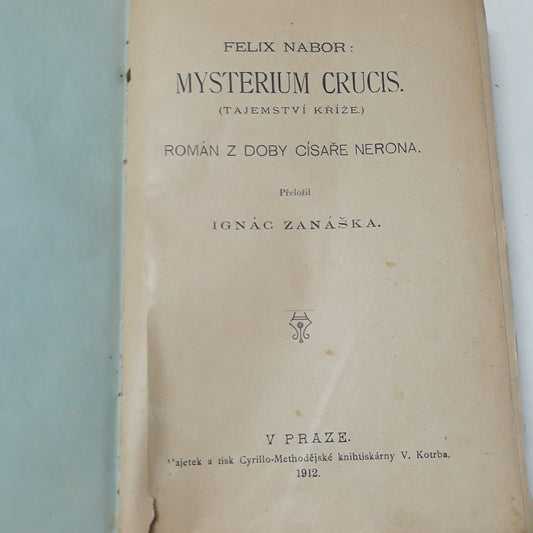 FELIX NABOR:
MYSTERIUM CRUCIS.
(TAJEMSTVÍ KŘÍŽE.)
ROMÁN Z DOBY CÍSAŘE NERONA.
Přeložil
IGNÁC ZANÁŠKA.
V PRAZE.
Majetek a tisk Cyrillo-Methodějské knihtiskárny V. Kotrba.
1912.